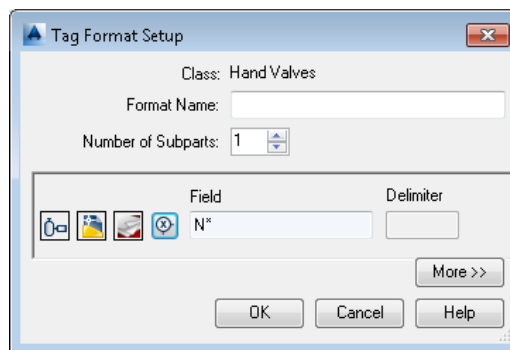 Tag Format Setup
Class: Hand Valves
Format Name:
Number of Subparts: 1
Field Delimiter
N*
More >>
OK Cancel Help